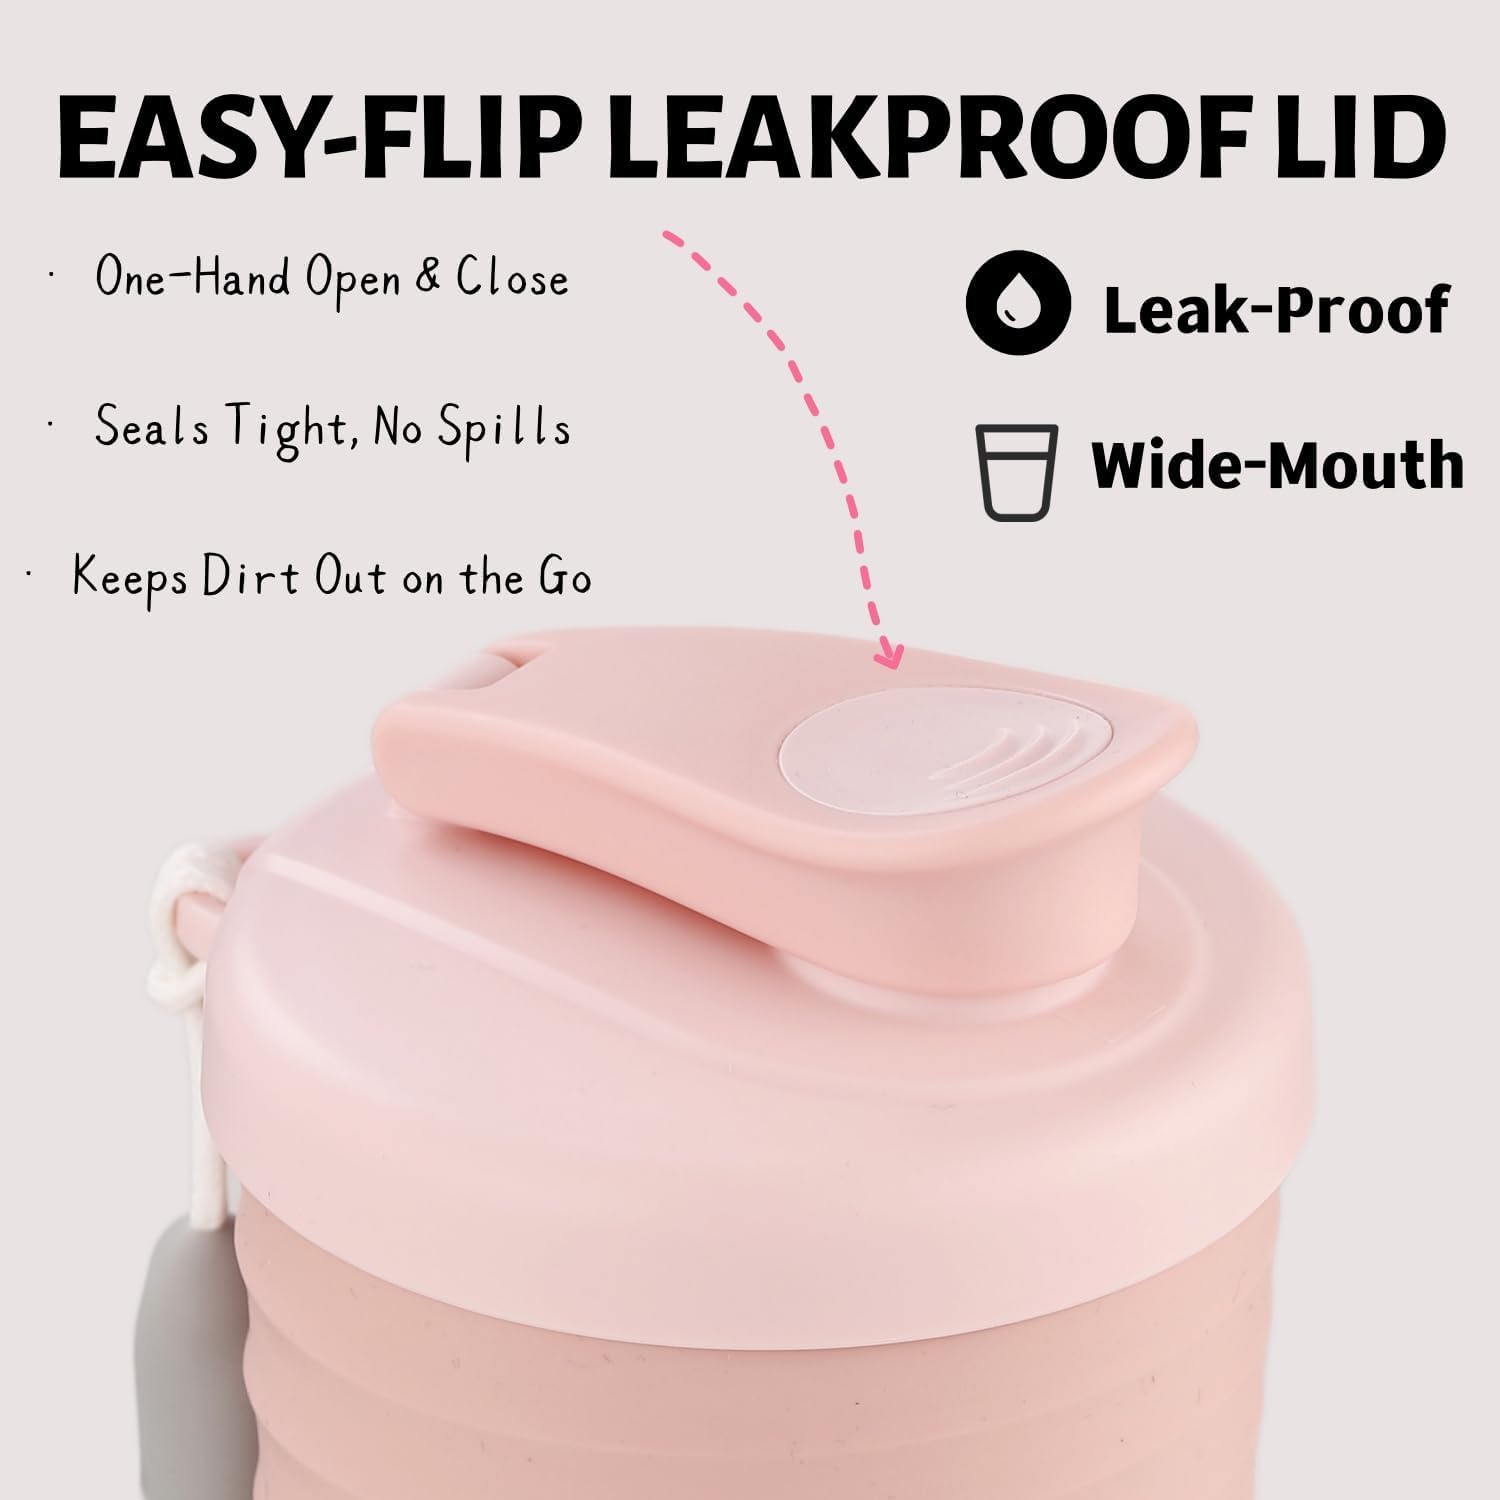 EASY-FLIP LEAKPROOF LID
· One-Hand Open & Close
· Seals Tight, No Spills
· Keeps Dirt Out on the Go
Leak-Proof
Wide-Mouth